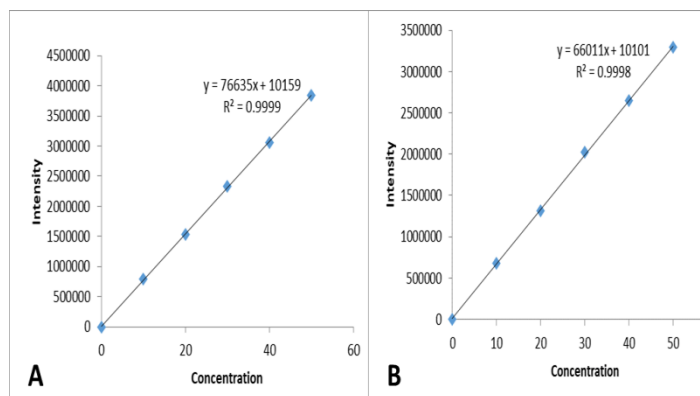 4500000
4000000
3500000
3000000
2500000
2000000
1500000
1000000
500000
0
Intensity
y = 76635x + 10159
R² = 0.9999
0 20 40 60
Concentration
A
3500000
3000000
2500000
2000000
1500000
1000000
500000
0
Intensity
y = 66011x + 10101
R² = 0.9998
0 10 20 30 40 50
Concentration
B